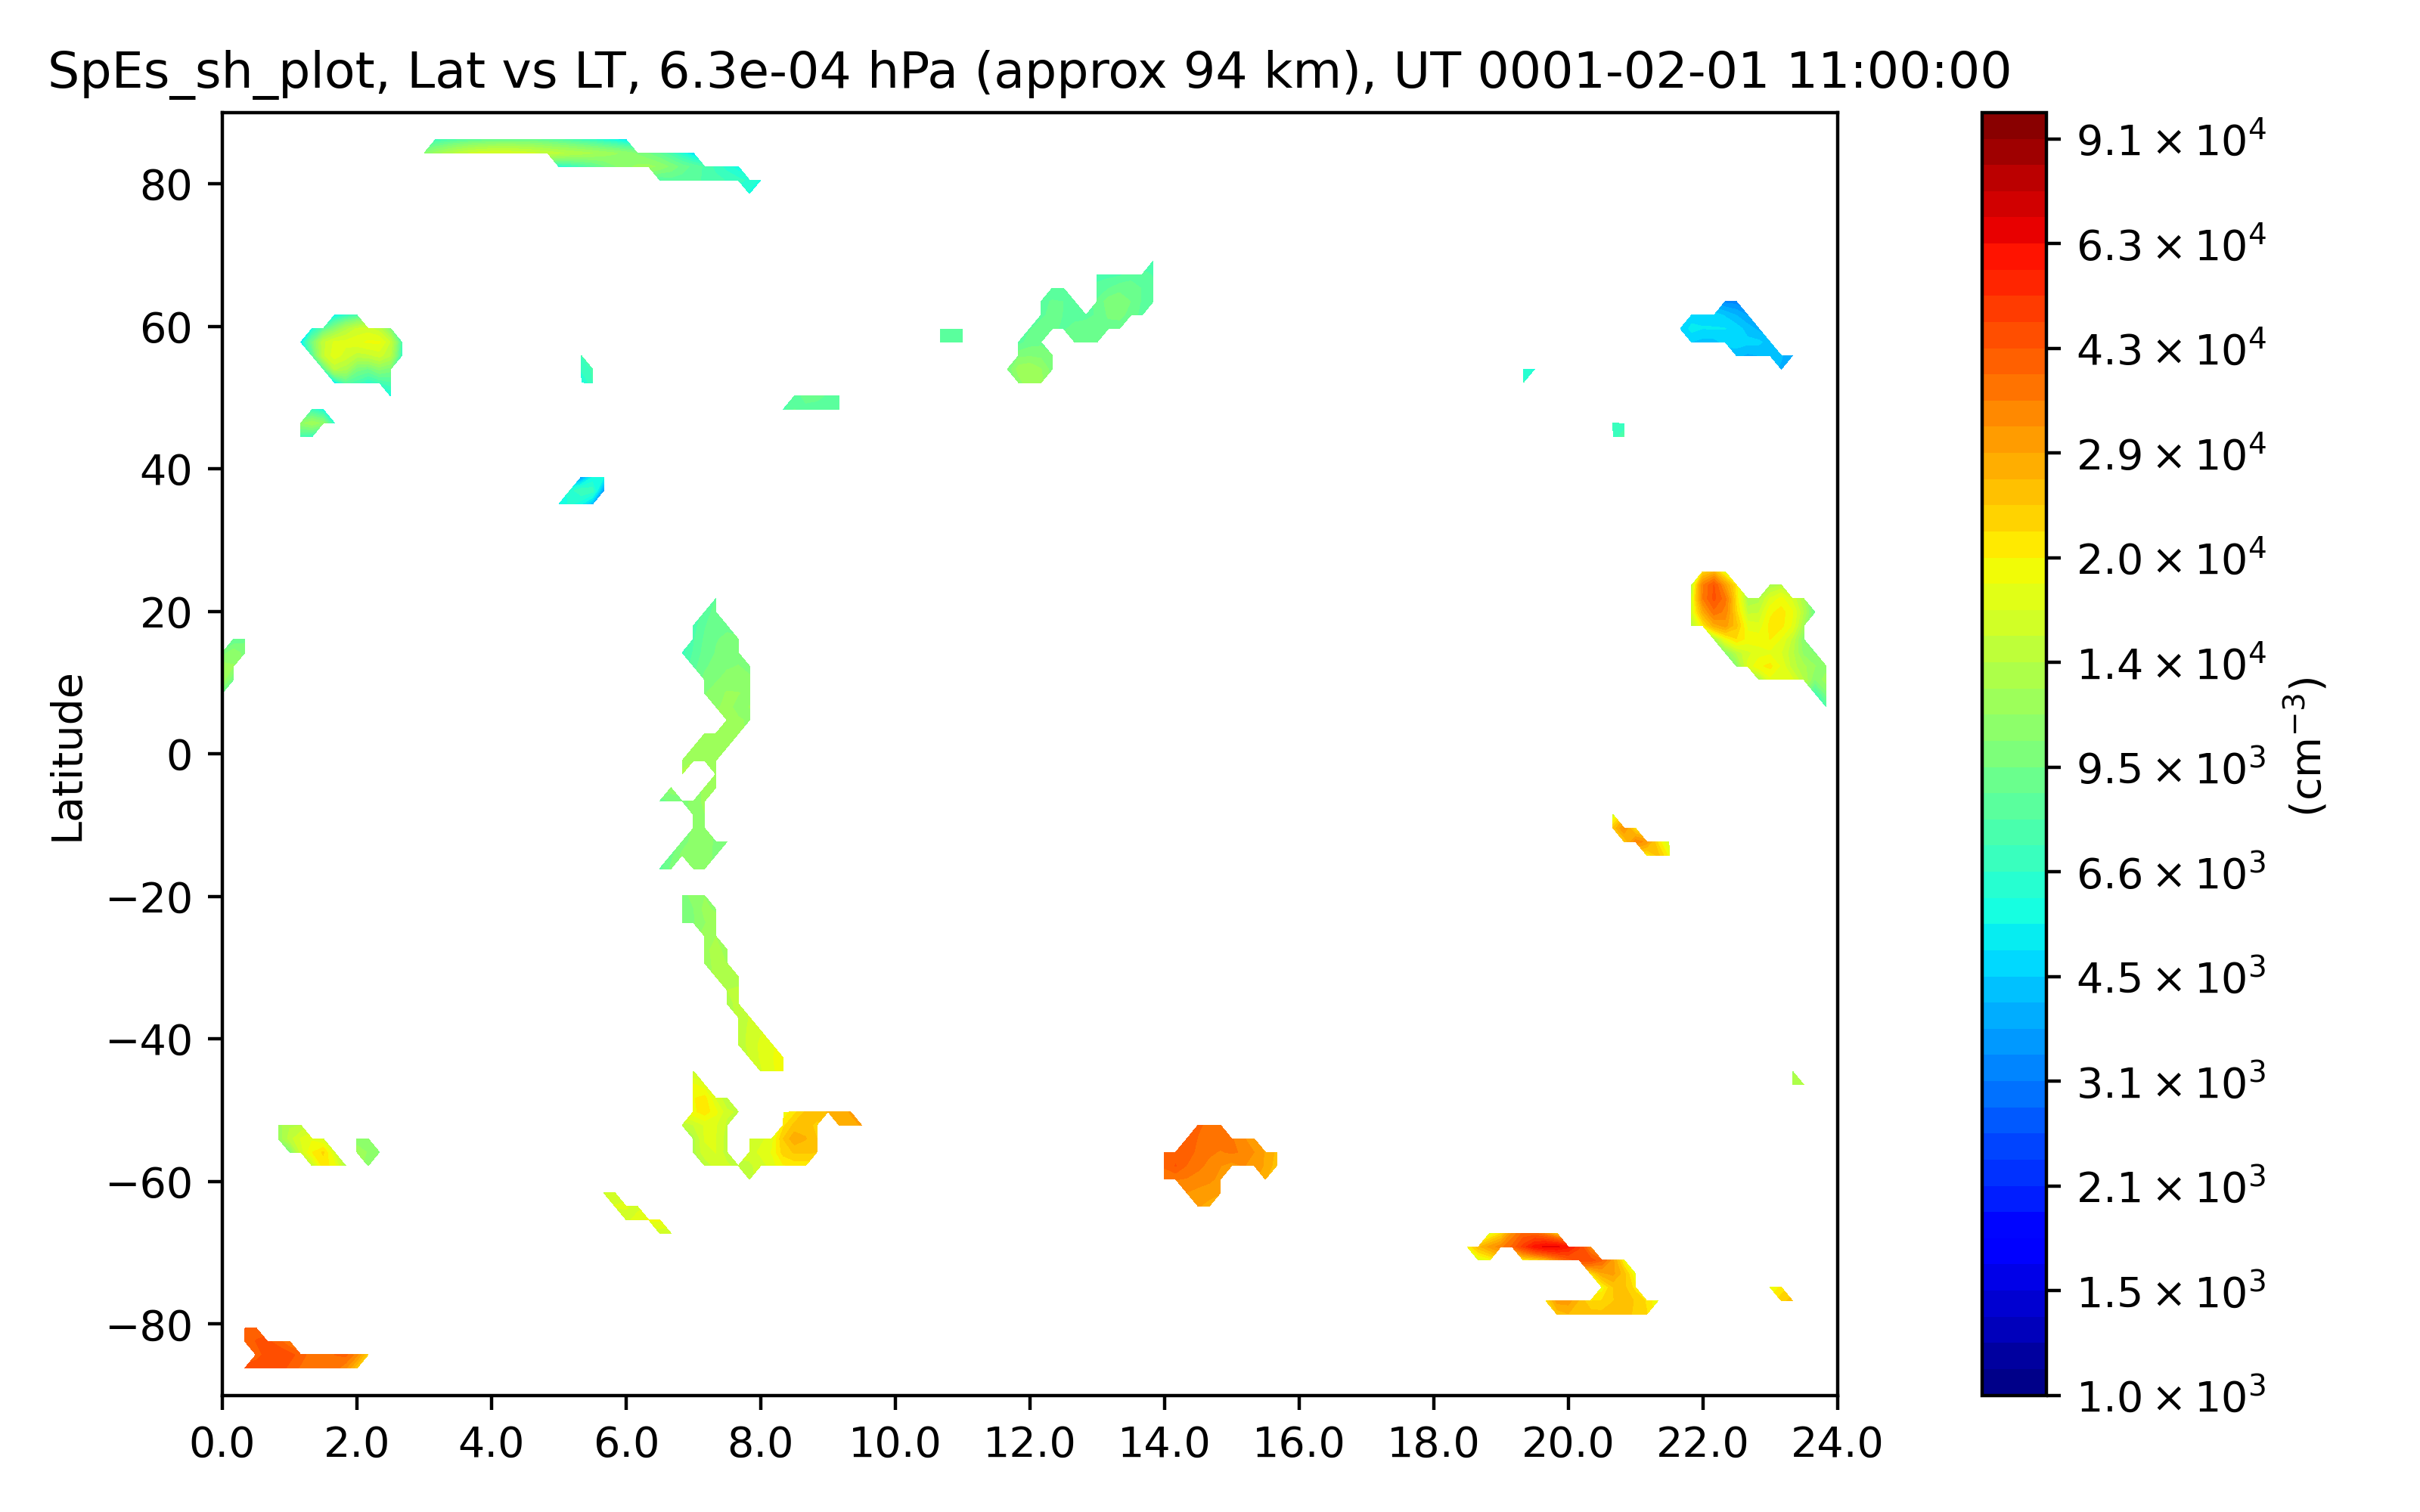 SpEs_sh_plot, Lat vs LT, 6.3e-04 hPa (approx 94 km), UT 0001-02-01 11:00:00
Latitude
80
60
40
20
0
−20
−40
−60
−80
0.0 2.0 4.0 6.0 8.0 10.0 12.0 14.0 16.0 18.0 20.0 22.0 24.0
9.1 × 10⁴
6.3 × 10⁴
4.3 × 10⁴
2.9 × 10⁴
2.0 × 10⁴
1.4 × 10⁴
9.5 × 10³
6.6 × 10³
4.5 × 10³
3.1 × 10³
2.1 × 10³
1.5 × 10³
1.0 × 10³
(cm⁻³)